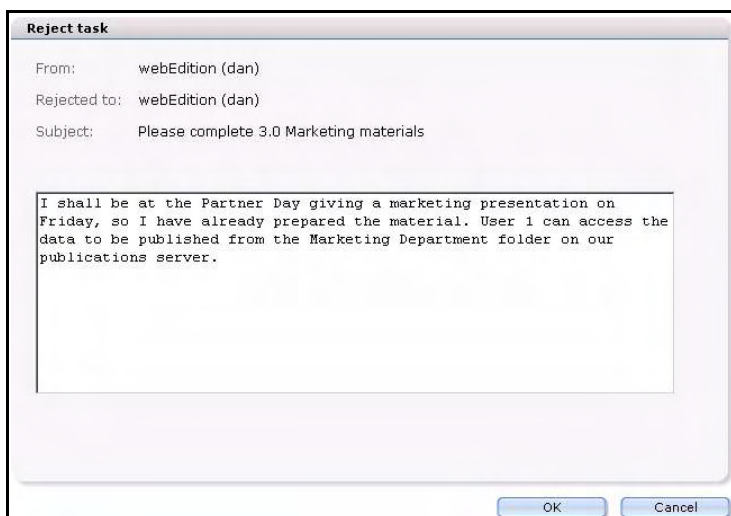 Reject task
From: webEdition (dan)
Rejected to: webEdition (dan)
Subject: Please complete 3.0 Marketing materials
I shall be at the Partner Day giving a marketing presentation on
Friday, so I have already prepared the material. User 1 can access the
data to be published from the Marketing Department folder on our
publications server.
OK Cancel